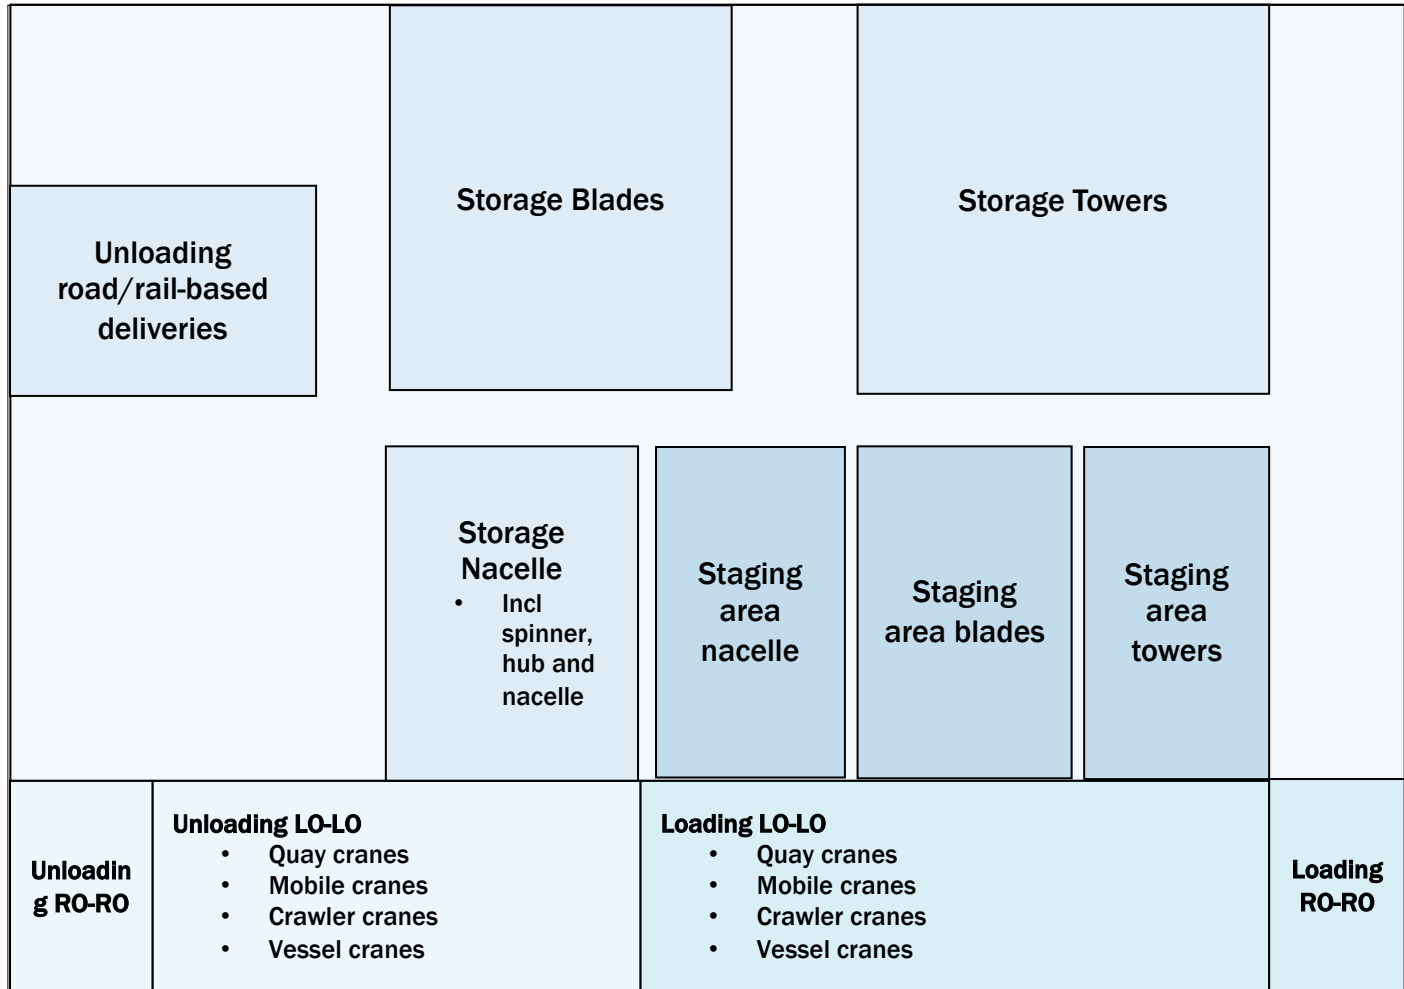 Storage Blades
Storage Towers
Unloading
road/rail-based
deliveries
Storage
Nacelle
• Incl
spinner,
hub and
nacelle
Staging
area
nacelle
Staging
area blades
Staging
area
towers
Unloadin
g RO-RO
Unloading LO-LO
• Quay cranes
• Mobile cranes
• Crawler cranes
• Vessel cranes
Loading LO-LO
• Quay cranes
• Mobile cranes
• Crawler cranes
• Vessel cranes
Loading
RO-RO